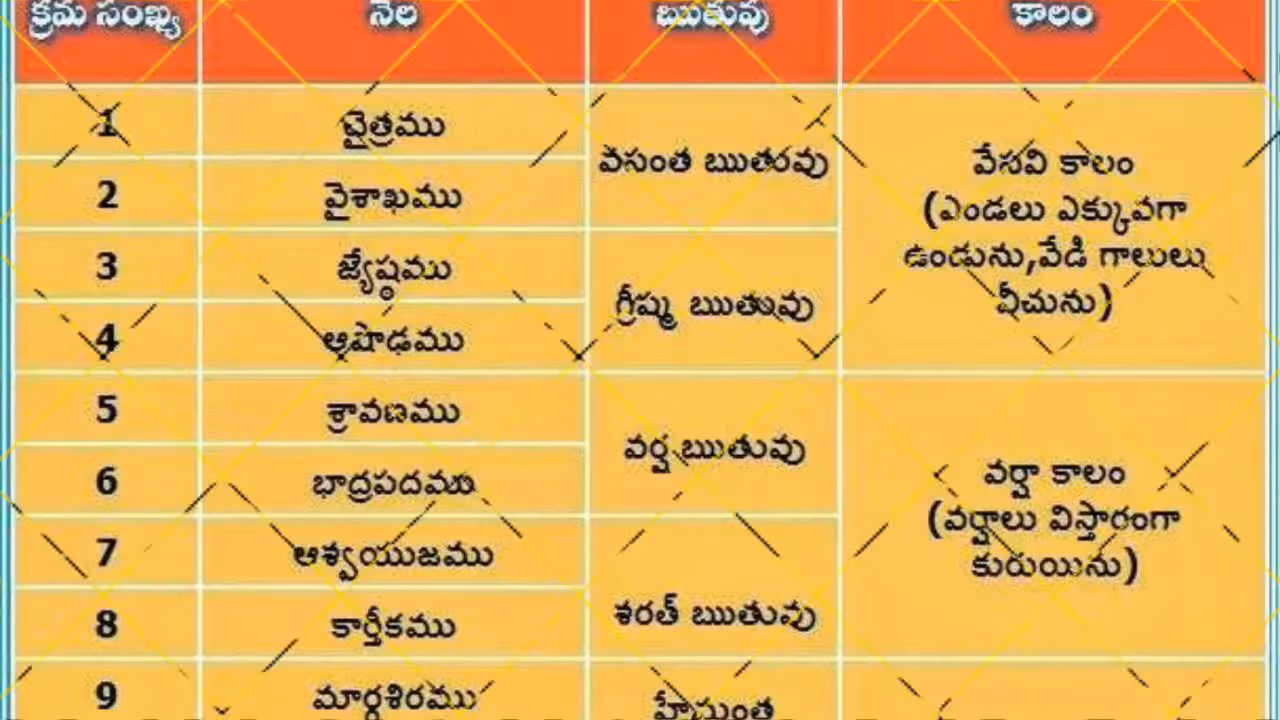 క్రమ సంఖ్య నెల ఋతువు కాలం
1 చైత్రము
వసంత ఋతువు
2 వైశాఖము
వేసవి కాలం
(ఎండలు ఎక్కువగా
ఉండును,వేడి గాలులు
వీచును)
3 జ్యేష్ఠము
గ్రీష్మ ఋతువు
4 ఆషాఢము
5 శ్రావణము
వర్ష ఋతువు
6 భాద్రపదము
వర్షా కాలం
(వర్షాలు విస్తారంగా
కురుయును)
7 ఆశ్వయుజము
శరత్ ఋతువు
8 కార్తీకము
9 మార్గశిరము
హేమంత